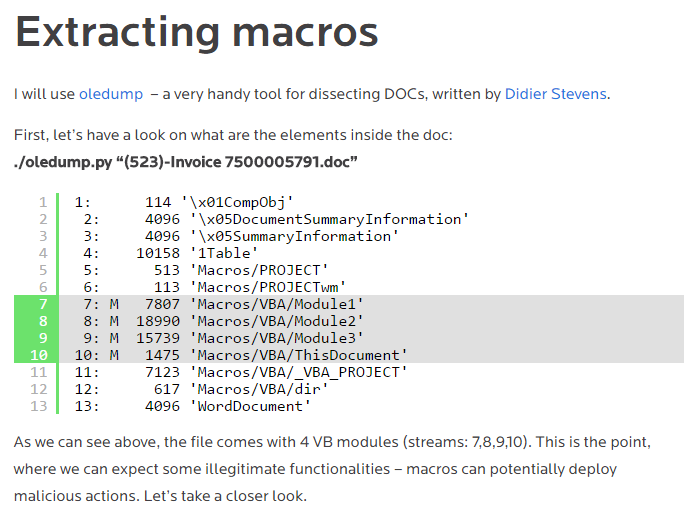 Extracting macros
I will use oledump – a very handy tool for dissecting DOCs, written by Didier Stevens.
First, let’s have a look on what are the elements inside the doc:
./oledump.py “(523)-Invoice 7500005791.doc”
1 1: 114 '\x01CompObj'
2 2: 4096 '\x05DocumentSummaryInformation'
3 3: 4096 '\x05SummaryInformation'
4 4: 10158 '1Table'
5 5: 513 'Macros/PROJECT'
6 6: 113 'Macros/PROJECTwm'
7 7: M 7807 'Macros/VBA/Module1'
8 8: M 18990 'Macros/VBA/Module2'
9 9: M 15739 'Macros/VBA/Module3'
10 10: M 1475 'Macros/VBA/ThisDocument'
11 11: 7123 'Macros/VBA/_VBA_PROJECT'
12 12: 617 'Macros/VBA/dir'
13 13: 4096 'WordDocument'
As we can see above, the file comes with 4 VB modules (streams: 7,8,9,10). This is the point,
where we can expect some illegitimate functionalities – macros can potentially deploy
malicious actions. Let’s take a closer look.